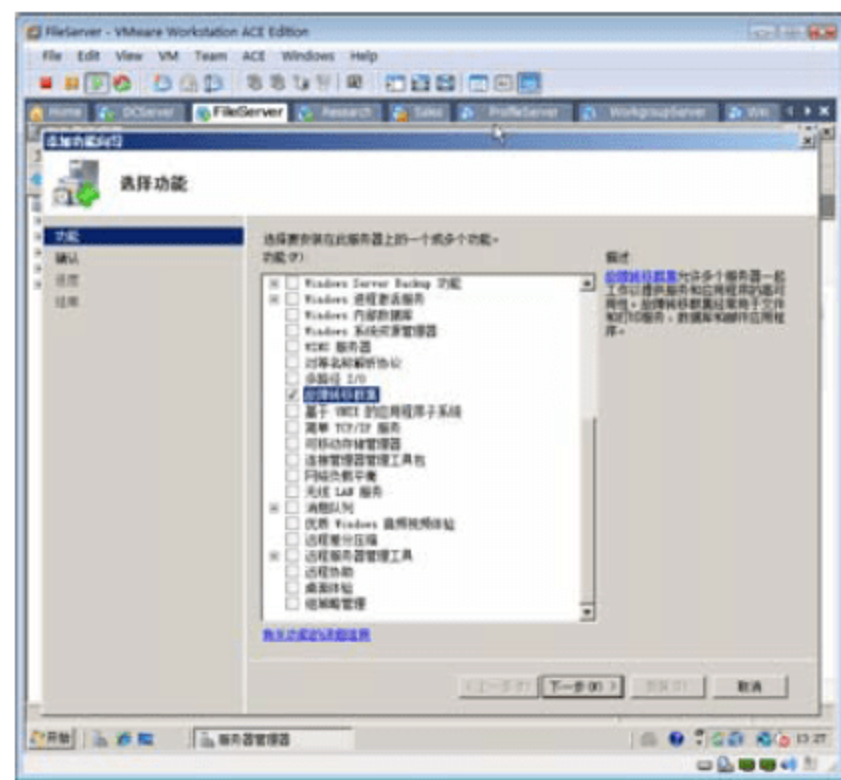 FileServer - VMware Workstation ACE Edition
File Edit View VM Team ACE Windows Help
Home DCServer FileServer Research Sales ProfileServer WorkgroupServer Win
添加功能向导
选择功能
功能
确认
进度
结果
选择要安装在此服务器上的一个或多个功能。
功能(F):
Windows Server Backup 功能
Windows 进程激活服务
Windows 内部数据库
Windows 系统资源管理器
WINS 服务器
对等名称解析协议
多路径 I/O
故障转移群集
基于 UNIX 的应用程序子系统
简单 TCP/IP 服务
可移动存储管理器
连接管理器管理工具包
网络负载平衡
无线 LAN 服务
消息队列
优质 Windows 音频视频体验
远程差分压缩
远程服务器管理工具
远程协助
桌面体验
组策略管理
有关功能的详细信息
描述:
故障转移群集允许多个服务器一起
工作以提供服务和应用程序的高可
用性。故障转移群集经常用于文件
和打印服务、数据库和邮件应用程
序。
<上一步(P) 下一步(N) > 安装(I) 取消
开始 服务器管理器 13:27